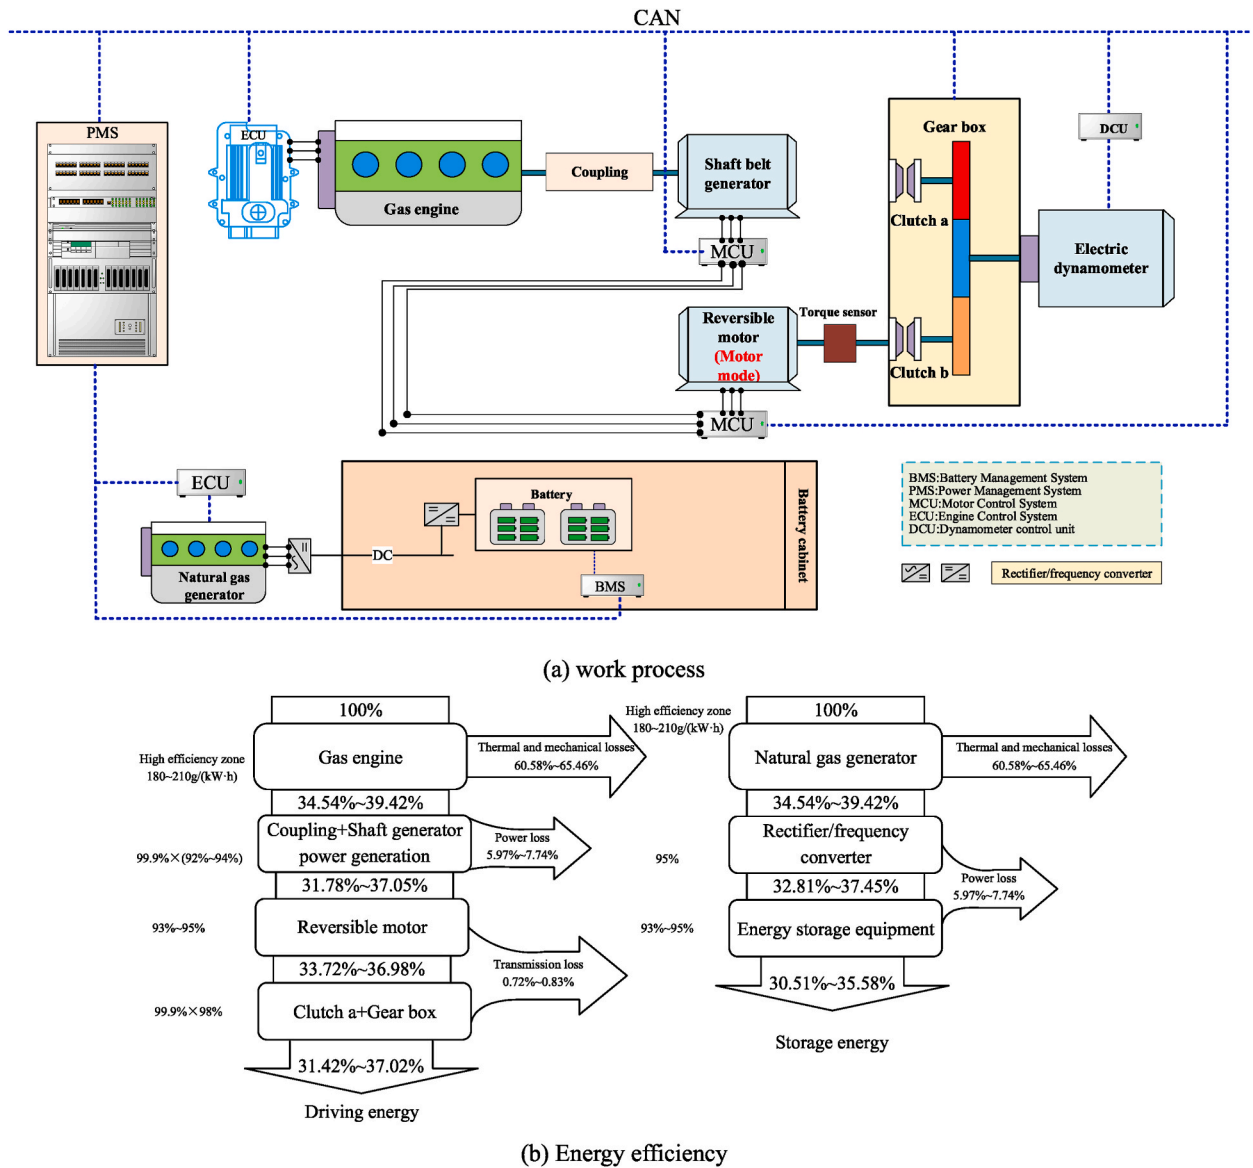 CAN
PMS
ECU
Gas engine
Coupling
Shaft belt
generator
MCU
Gear box
Clutch a
DCU
Electric
dynamometer
Reversible
motor
(Motor
mode)
Torque sensor
Clutch b
MCU
ECU
Natural gas
generator
DC
Battery
BMS
Battery cabinet
BMS:Battery Management System
PMS:Power Management System
MCU:Motor Control System
ECU:Engine Control System
DCU:Dynamometer control unit
Rectifier/frequency converter
(a) work process
100%
High efficiency zone
180~210g/(kW·h)
Gas engine
Thermal and mechanical losses
60.58%~65.46%
34.54%~39.42%
99.9%×(92%~94%)
Coupling+Shaft generator
power generation
Power loss
5.97%~7.74%
31.78%~37.05%
93%~95%
Reversible motor
33.72%~36.98%
Transmission loss
0.72%~0.83%
99.9%×98%
Clutch a+Gear box
31.42%~37.02%
Driving energy
High efficiency zone
180~210g/(kW·h)
100%
Natural gas generator
Thermal and mechanical losses
60.58%~65.46%
34.54%~39.42%
95%
Rectifier/frequency
converter
32.81%~37.45%
Power loss
5.97%~7.74%
93%~95%
Energy storage equipment
30.51%~35.58%
Storage energy
(b) Energy efficiency